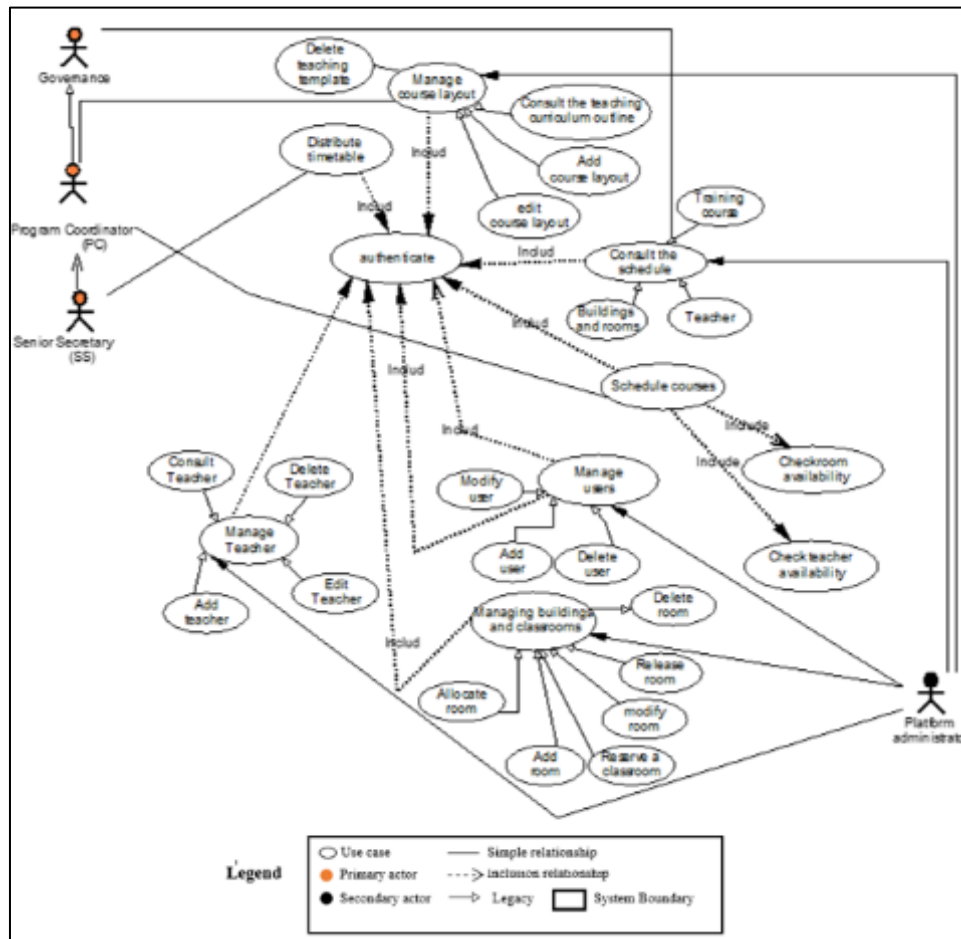 Governance
Program Coordinator
(PC)
Senior Secretary
(SS)
Delete
teaching
template
Manage
course layout
Consult the teaching
curriculum outline
Add
course layout
edit
course layout
Distribute
timetable
Includ
Includ
authenticate
Includ
Training
course
Consult the
schedule
Buildings
and rooms
Teacher
Includ
Schedule courses
Includ
Include
Include
Checkroom
availability
Check teacher
availability
Includ
Manage
users
Modify
user
Add
user
Delete
user
Consult
Teacher
Delete
Teacher
Manage
Teacher
Add
teacher
Edit
Teacher
Managing buildings
and classrooms
Delete
room
Includ
Release
room
Allocate
room
modify
room
Add
room
Reserve a
classroom
Platform
administrato
Legend
Use case
Simple relationship
Primary actor
inclusion relationship
Secondary actor
Legacy
System Boundary